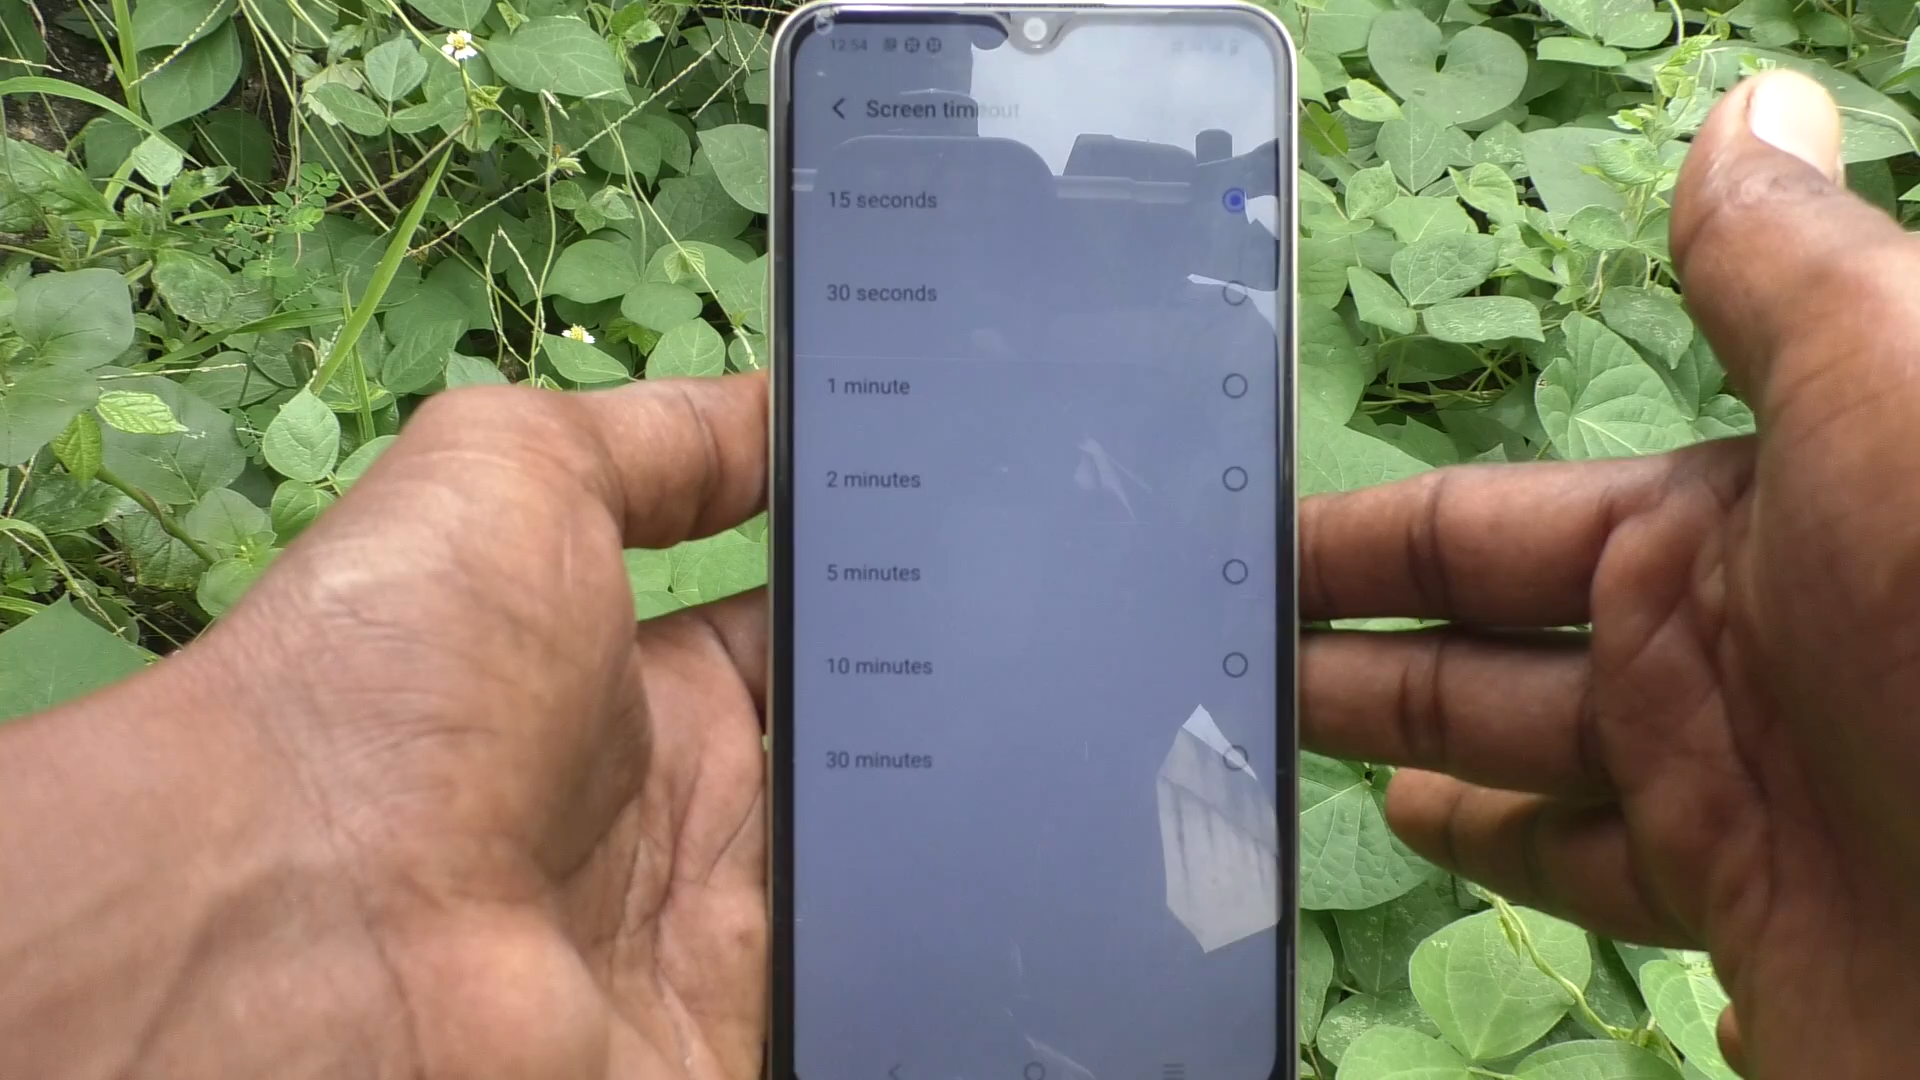 12:54
Screen timeout
15 seconds
30 seconds
1 minute
2 minutes
5 minutes
10 minutes
30 minutes